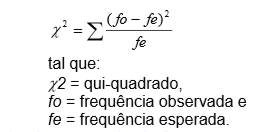 χ² = ∑ (fo – fe)² / fe
tal que:
χ2 = qui-quadrado,
fo = frequência observada e
fe = frequência esperada.